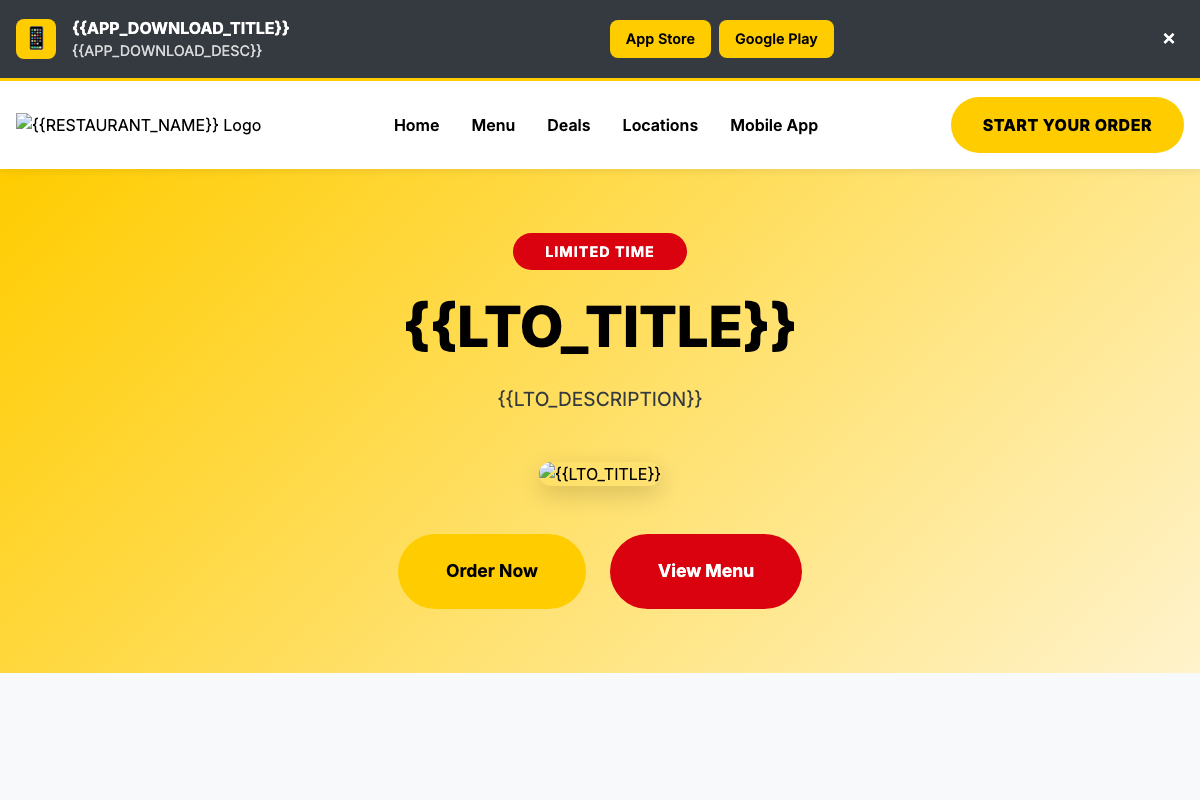 {{APP_DOWNLOAD_TITLE}}
{{APP_DOWNLOAD_DESC}}
App Store
Google Play
×
{{RESTAURANT_NAME}} Logo
Home
Menu
Deals
Locations
Mobile App
START YOUR ORDER
LIMITED TIME
{{LTO_TITLE}}
{{LTO_DESCRIPTION}}
{{LTO_TITLE}}
Order Now
View Menu